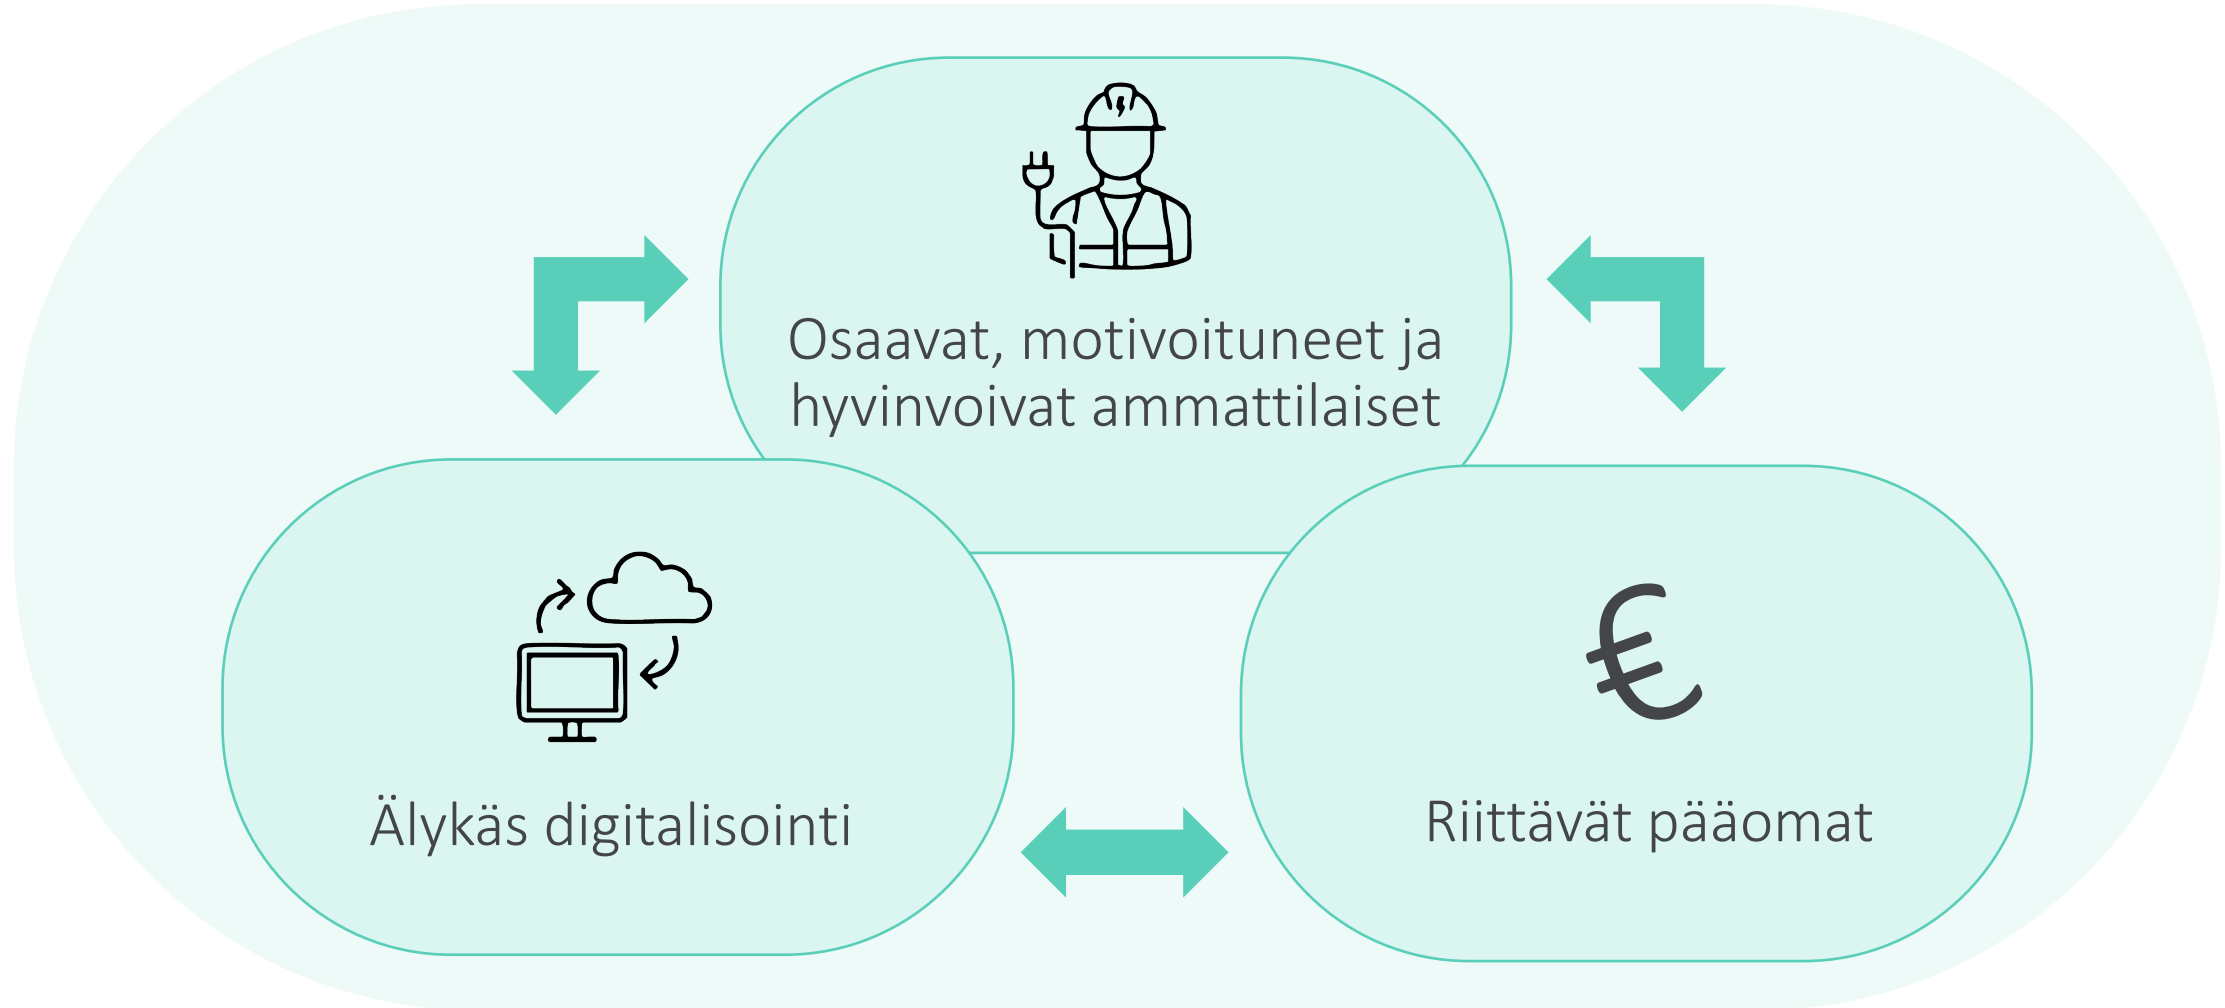 Osaavat, motivoituneet ja
hyvinvoivat ammattilaiset
€
Älykäs digitalisointi
Riittävät pääomat